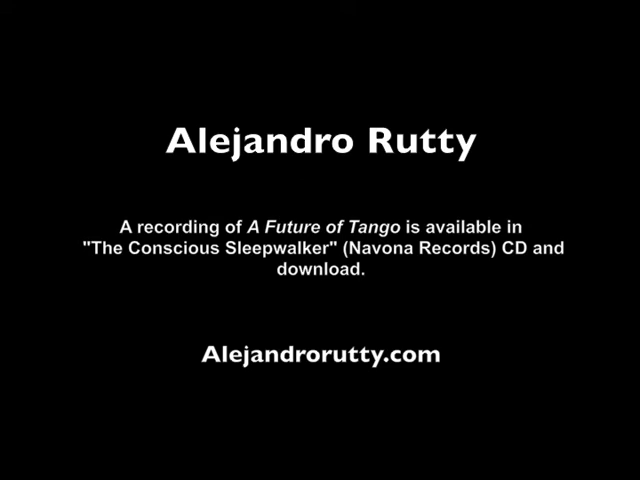 Alejandro Rutty
A recording of A Future of Tango is available in
"The Conscious Sleepwalker" (Navona Records) CD and
download.
Alejandrorutty.com